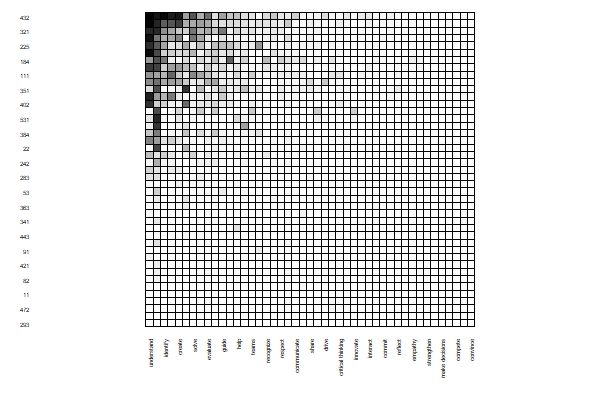 432
321
225
184
111
351
402
531
384
22
242
283
53
363
341
443
91
421
82
11
472
293
understand
identify
create
solve
evaluate
guide
help
teams
recognize
respect
communicate
share
drive
critical thinking
innovate
interact
commit
reflect
empathy
strengthen
make decisions
compete
convince